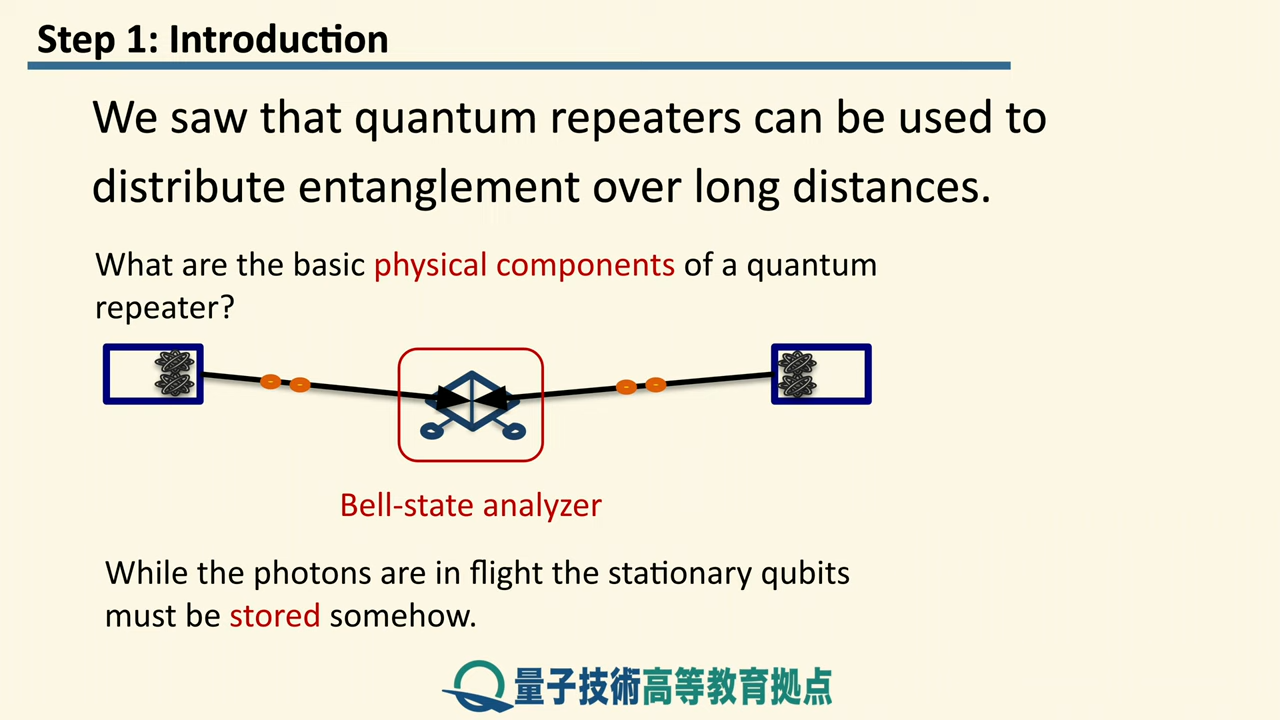 Step 1: Introduction
We saw that quantum repeaters can be used to
distribute entanglement over long distances.
What are the basic physical components of a quantum
repeater?
Bell-state analyzer
While the photons are in flight the stationary qubits
must be stored somehow.
量子技術高等教育拠点